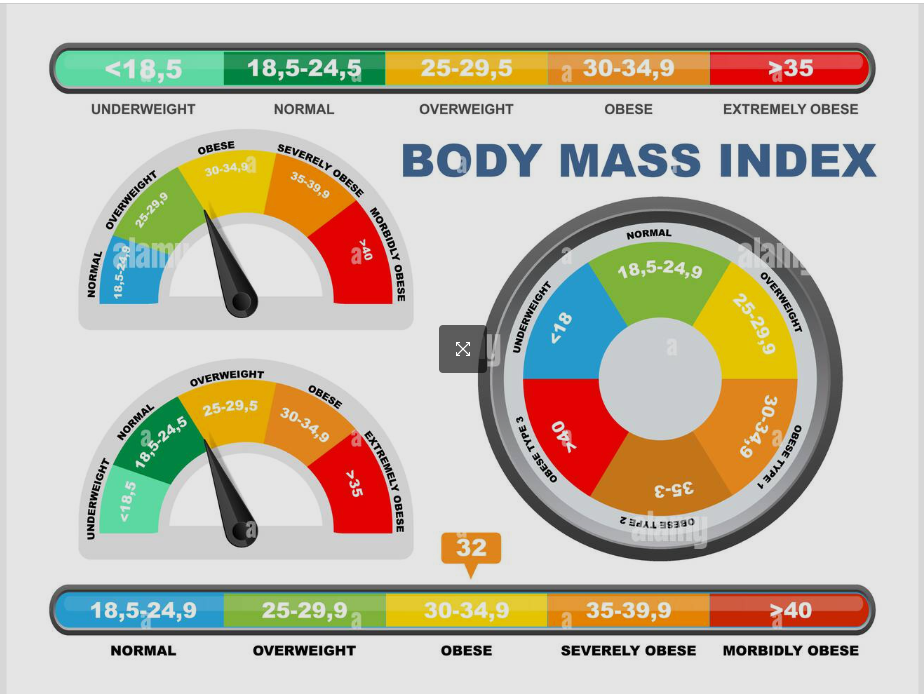 <18,5 18,5-24,5 25-29,5 30-34,9 >35
UNDERWEIGHT NORMAL OVERWEIGHT OBESE EXTREMELY OBESE
BODY MASS INDEX
NORMAL OVERWEIGHT OBESE SEVERELY OBESE MORBIDLY OBESE
18,5-24,9 25-29,9 30-34,9 35-39,9 >40
NORMAL
18,5-24,9
OVERWEIGHT
25-29,9
OBESE TYPE 1
30-34,9
OBESE TYPE 2
35-3
OBESE TYPE 3
>40
UNDERWEIGHT
<18
UNDERWEIGHT NORMAL OVERWEIGHT OBESE EXTREMELY OBESE
<18,5 18,5-24,5 25-29,5 30-34,9 >35
32
18,5-24,9 25-29,9 30-34,9 35-39,9 >40
NORMAL OVERWEIGHT OBESE SEVERELY OBESE MORBIDLY OBESE
alamy
alamy
alamy
a
a
a
a
a
a
a
a
a
a
a